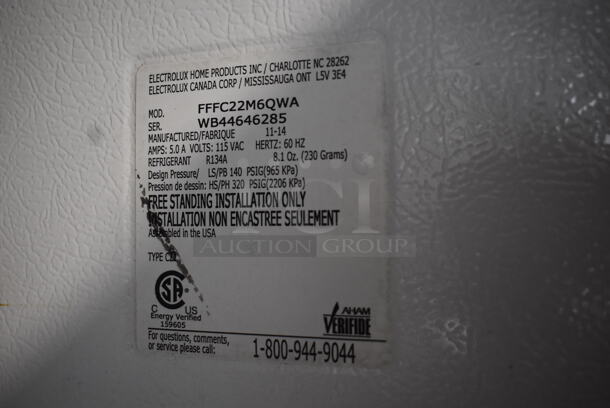 ELECTROLUX HOME PRODUCTS INC / CHARLOTTE NC 28262
ELECTROLUX CANADA CORP / MISSISSAUGA ONT L5V 3E4
MOD. FFFC22M6QWA
SER. WB44646285
MANUFACTURED/FABRIQUE 11-14
AMPS: 5.0 A VOLTS: 115 VAC HERTZ: 60 HZ
REFRIGERANT R134A 8.1 Oz. (230 Grams)
Design Pressure/ LS/PB 140 PSIG(965 KPa)
Pression de dessin: HS/PH 320 PSIG(2206 KPa)
FREE STANDING INSTALLATION ONLY
INSTALLATION NON ENCASTREE SEULEMENT
Assembled in the USA
AUCTION GROUP
TYPE
SA
C US
Energy Verified
159605
AHAM
VERIFIDE
For questions, comments,
or service please call: 1-800-944-9044